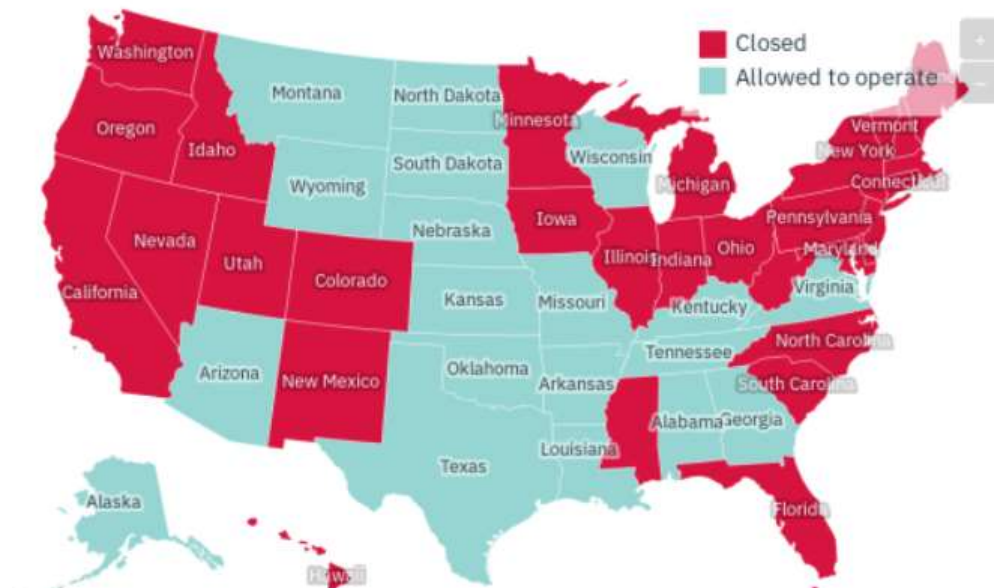 Closed
Allowed to operate
Washington
Montana
North Dakota
Minnesota
Oregon
Idaho
Vermont
New York
Wisconsin
South Dakota
Wyoming
Michigan
Connecticut
Iowa
Pennsylvania
Nebraska
Nevada
Ohio
Maryland
Illinois
Indiana
Utah
Colorado
Virginia
California
Kansas
Missouri
Kentucky
North Carolina
Tennessee
Oklahoma
Arizona
New Mexico
Arkansas
South Carolina
Alabama
Georgia
Louisiana
Texas
Alaska
Florida
Hawaii